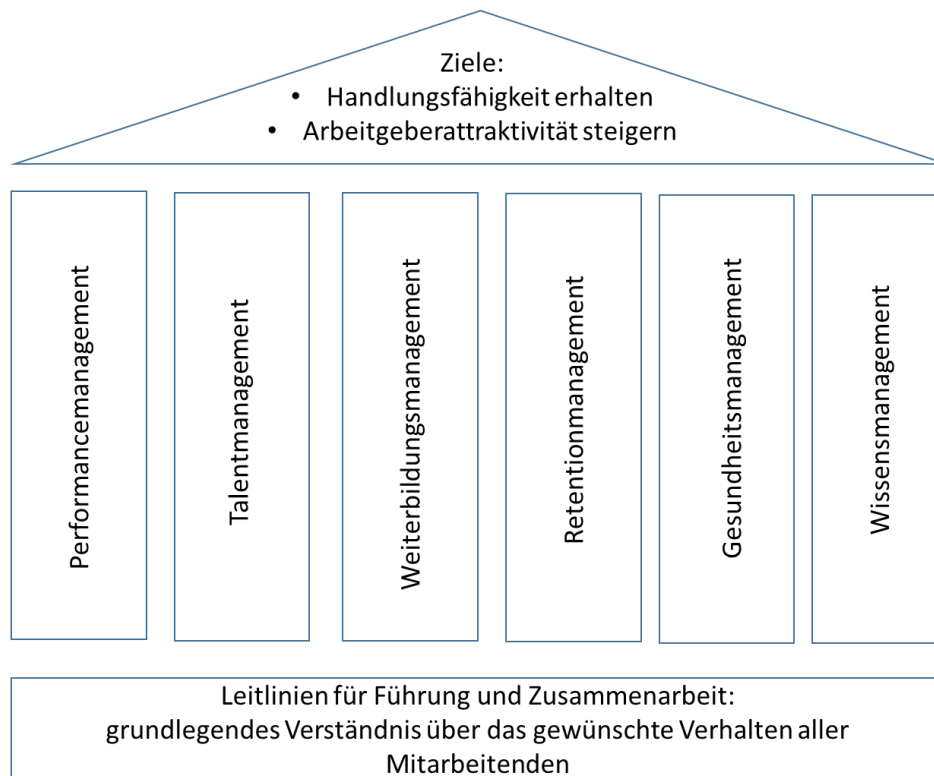 Ziele:
• Handlungsfähigkeit erhalten
• Arbeitgeberattraktivität steigern
Performancemanagement
Talentmanagement
Weiterbildungsmanagement
Retentionmanagement
Gesundheitsmanagement
Wissensmanagement
Leitlinien für Führung und Zusammenarbeit:
grundlegendes Verständnis über das gewünschte Verhalten aller
Mitarbeitenden